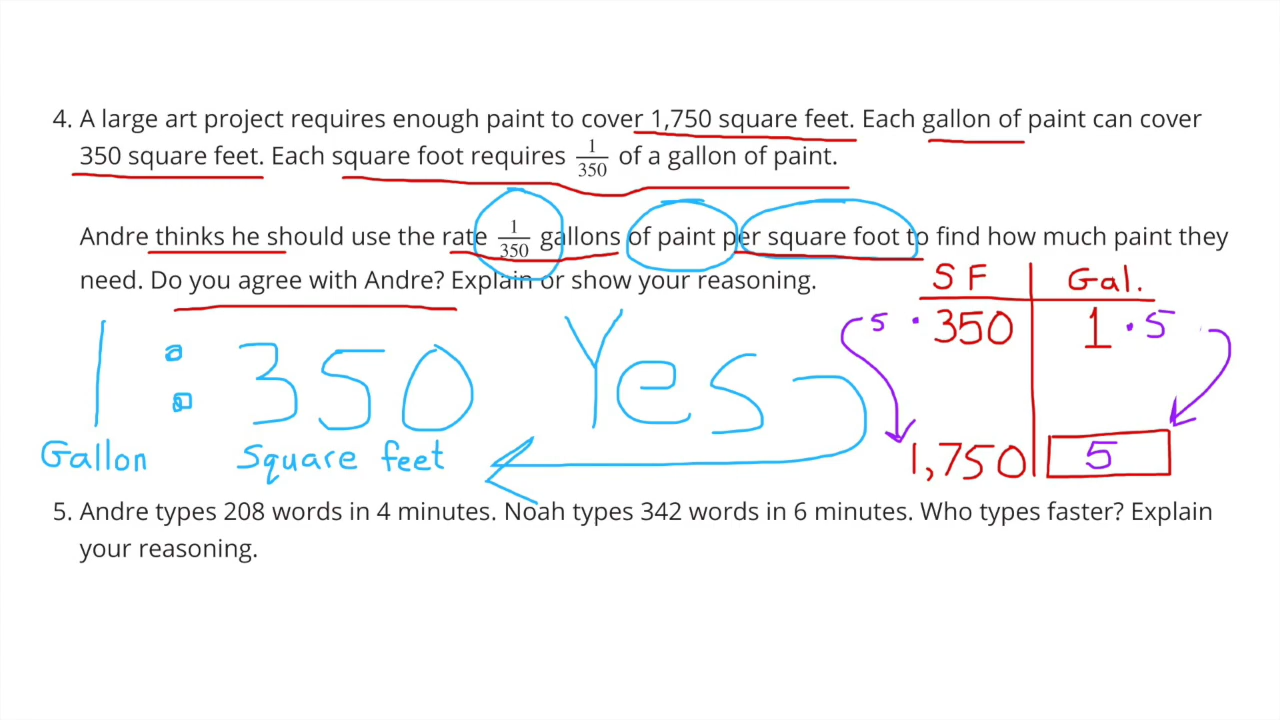 4. A large art project requires enough paint to cover 1,750 square feet. Each gallon of paint can cover
350 square feet. Each square foot requires 1/350 of a gallon of paint.
Andre thinks he should use the rate 1/350 gallons of paint per square foot to find how much paint they
need. Do you agree with Andre? Explain or show your reasoning.
SF Gal.
5 · 350 1 · 5
1 : 350 Yes
Gallon Square feet
1,750 5
5. Andre types 208 words in 4 minutes. Noah types 342 words in 6 minutes. Who types faster? Explain
your reasoning.